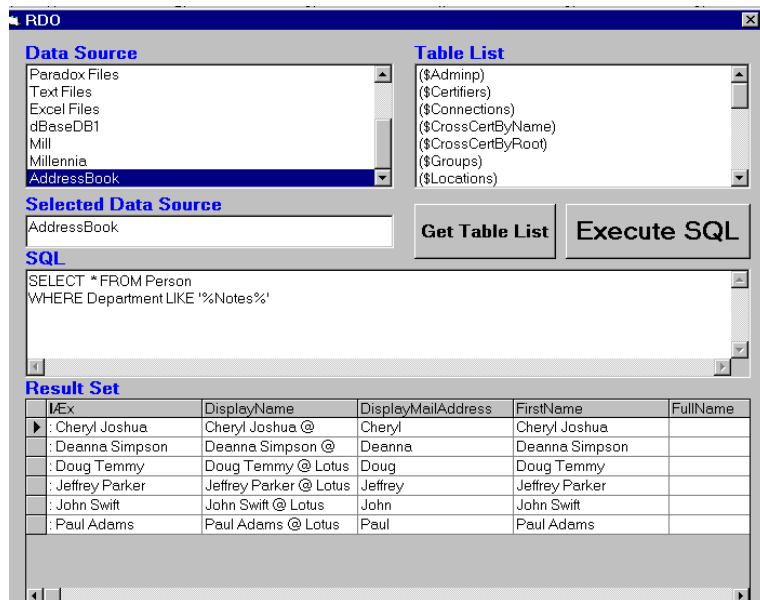 RDO
Data Source
Paradox Files
Text Files
Excel Files
dBaseDB1
Mill
Millennia
AddressBook
Table List
($Adminp)
($Certifiers)
($Connections)
($CrossCertByName)
($CrossCertByRoot)
($Groups)
($Locations)
Selected Data Source
AddressBook
Get Table List
Execute SQL
SQL
SELECT * FROM Person
WHERE Department LIKE '%Notes%'
Result Set
IÆx DisplayName DisplayMailAddress FirstName FullName
: Cheryl Joshua Cheryl Joshua @ Cheryl Cheryl Joshua
: Deanna Simpson Deanna Simpson @ Deanna Deanna Simpson
: Doug Temmy Doug Temmy @ Lotus Doug Doug Temmy
: Jeffrey Parker Jeffrey Parker @ Lotus Jeffrey Jeffrey Parker
: John Swift John Swift @ Lotus John John Swift
: Paul Adams Paul Adams @ Lotus Paul Paul Adams